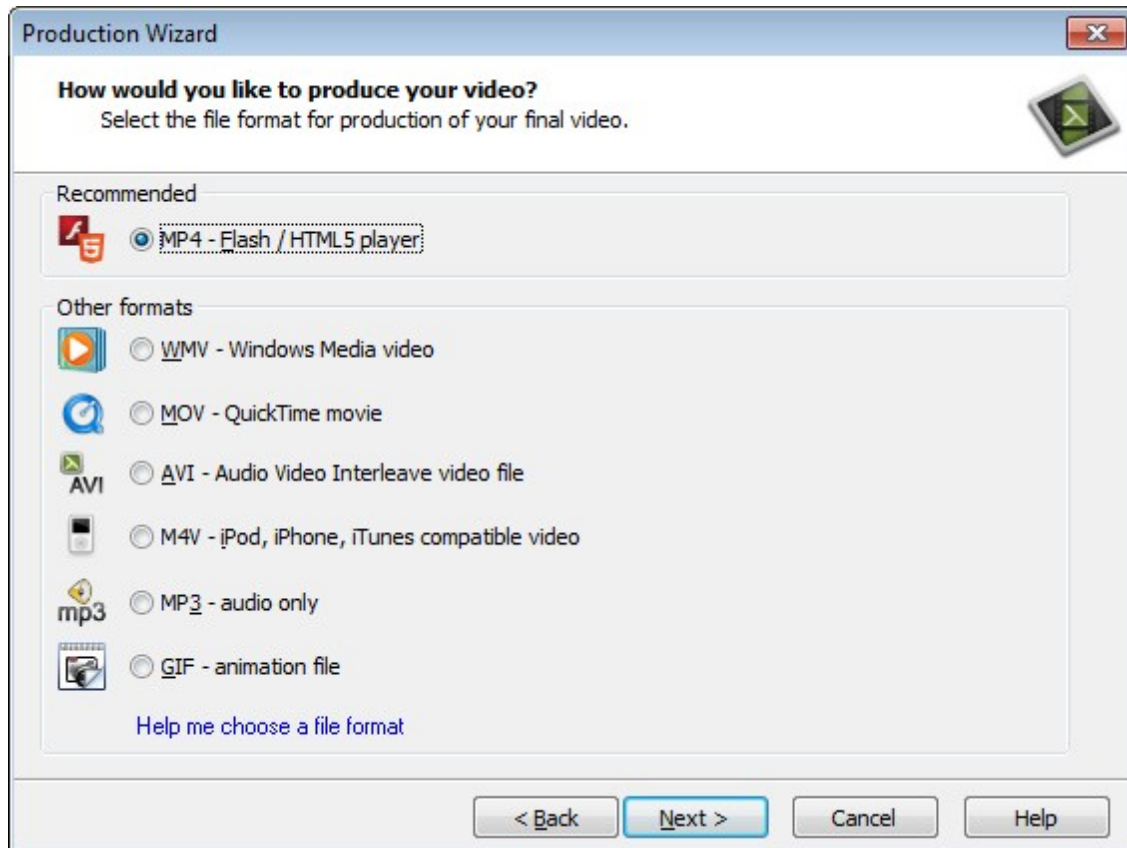 Production Wizard
How would you like to produce your video?
Select the file format for production of your final video.
Recommended
5
MP4 - Flash / HTML5 player
Other formats
WMV - Windows Media video
MOV - QuickTime movie
AVI
AVI - Audio Video Interleave video file
M4V - iPod, iPhone, iTunes compatible video
mp3
MP3 - audio only
GIF - animation file
Help me choose a file format
< Back
Next >
Cancel
Help